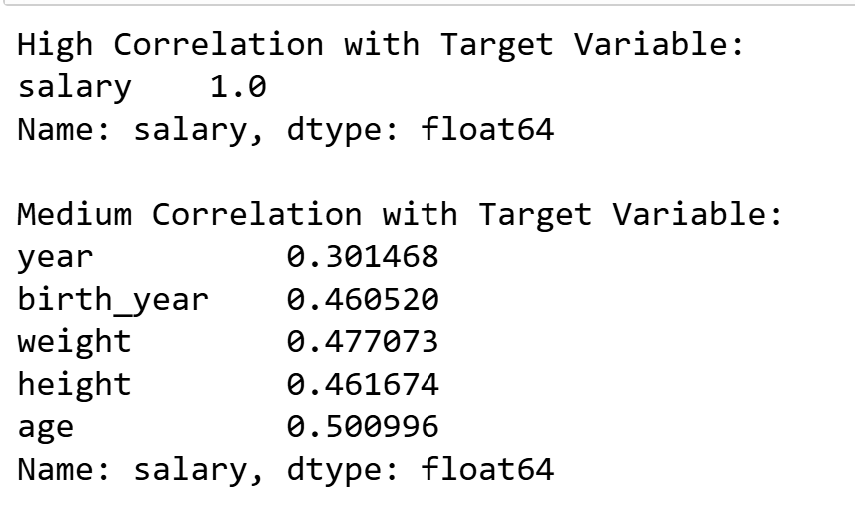 High Correlation with Target Variable:
salary    1.0
Name: salary, dtype: float64
Medium Correlation with Target Variable:
year          0.301468
birth_year    0.460520
weight        0.477073
height        0.461674
age           0.500996
Name: salary, dtype: float64